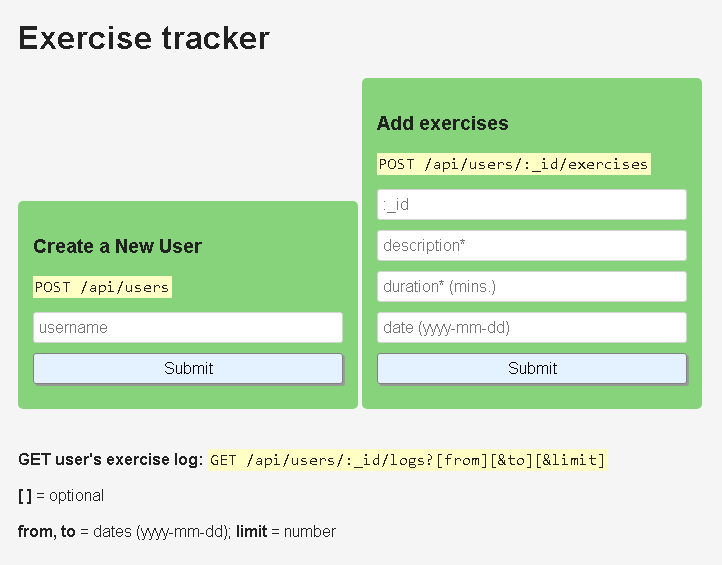 Exercise tracker
Create a New User
POST /api/users
username
Submit
Add exercises
POST /api/users/:_id/exercises
:_id
description*
duration* (mins.)
date (yyyy-mm-dd)
Submit
GET user's exercise log: GET /api/users/:_id/logs?[from][&to][&limit]
[ ] = optional
from, to = dates (yyyy-mm-dd); limit = number